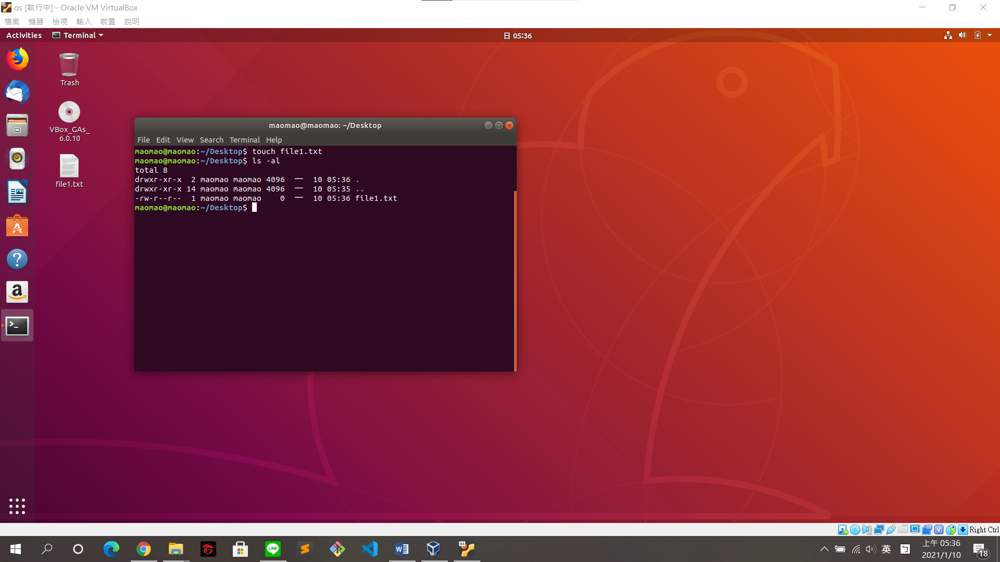 os [執行中] - Oracle VM VirtualBox
檔案 機器 檢視 輸入 裝置 說明
Activities Terminal 日 05:36
Trash
VBox_GAs_
6.0.10
file1.txt
maomao@maomao: ~/Desktop
File Edit View Search Terminal Help
maomao@maomao:~/Desktop$ touch file1.txt
maomao@maomao:~/Desktop$ ls -al
total 8
drwxr-xr-x  2 maomao maomao 4096  一  10 05:36 .
drwxr-xr-x 14 maomao maomao 4096  一  10 05:35 ..
-rw-r--r--  1 maomao maomao    0  一  10 05:36 file1.txt
maomao@maomao:~/Desktop$
Right Ctrl
LINE
64
英
ㄅ
上午 05:36
2021/1/10
18